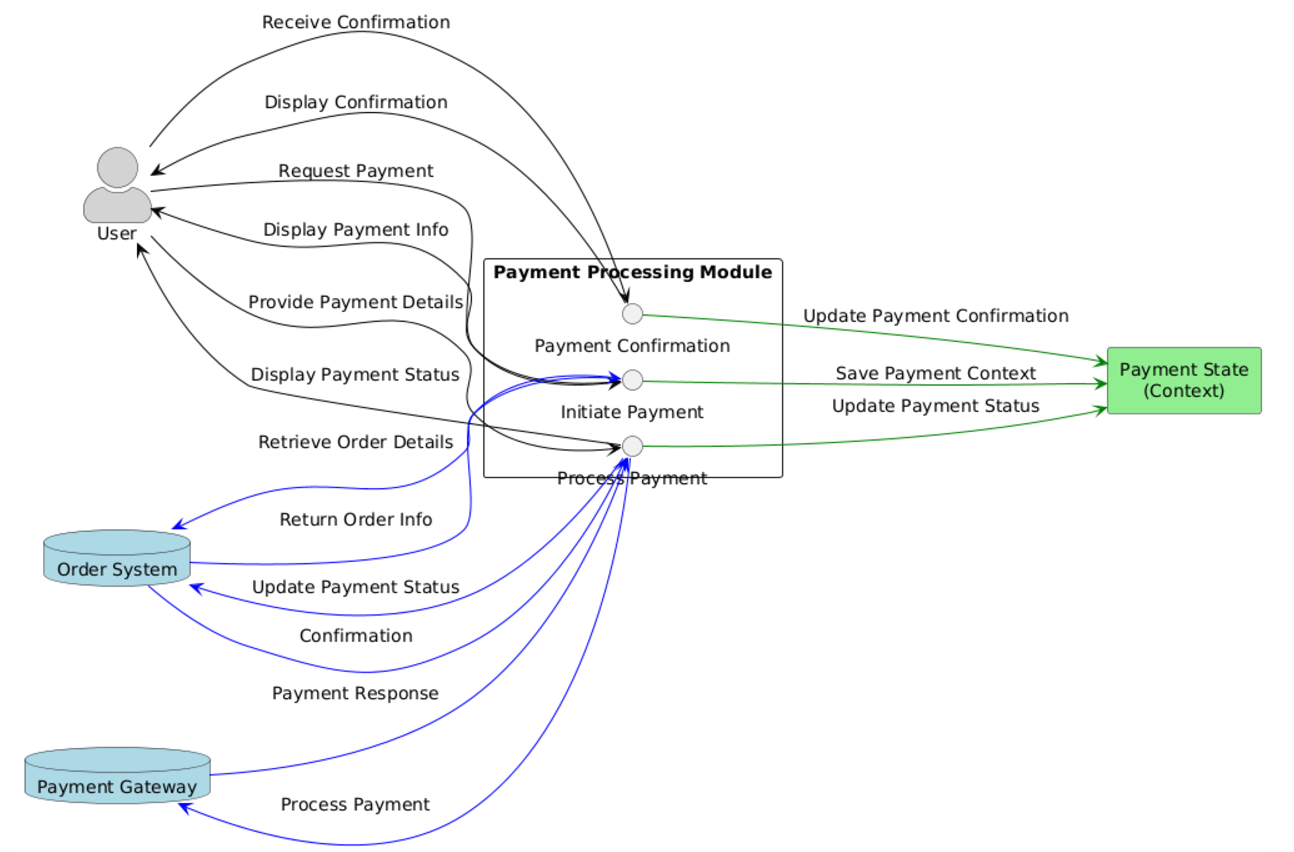 Receive Confirmation
Display Confirmation
Request Payment
User
Display Payment Info
Payment Processing Module
Provide Payment Details
Update Payment Confirmation
Payment Confirmation
Display Payment Status
Save Payment Context
Payment State
(Context)
Initiate Payment
Update Payment Status
Retrieve Order Details
Process Payment
Return Order Info
Order System
Update Payment Status
Confirmation
Payment Response
Payment Gateway
Process Payment